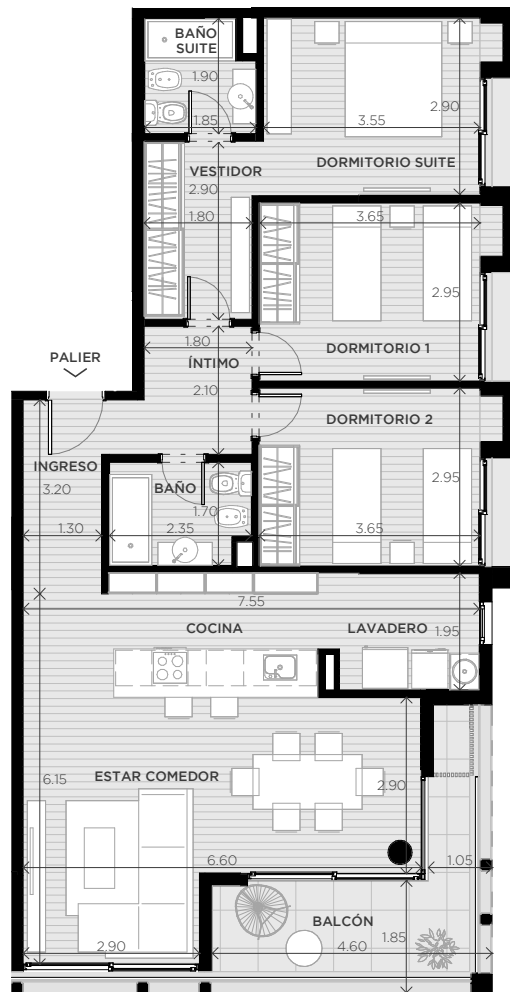 BAÑO
SUITE
1.90
1.85
2.90
3.55
DORMITORIO SUITE
VESTIDOR
2.90
1.80
3.65
2.95
DORMITORIO 1
1.80
ÍNTIMO
2.10
PALIER
DORMITORIO 2
INGRESO
3.20
1.30
BAÑO
1.70
2.35
2.95
3.65
7.55
COCINA
LAVADERO
1.95
ESTAR COMEDOR
6.15
2.90
6.60
1.05
BALCÓN
1.85
2.90
4.60